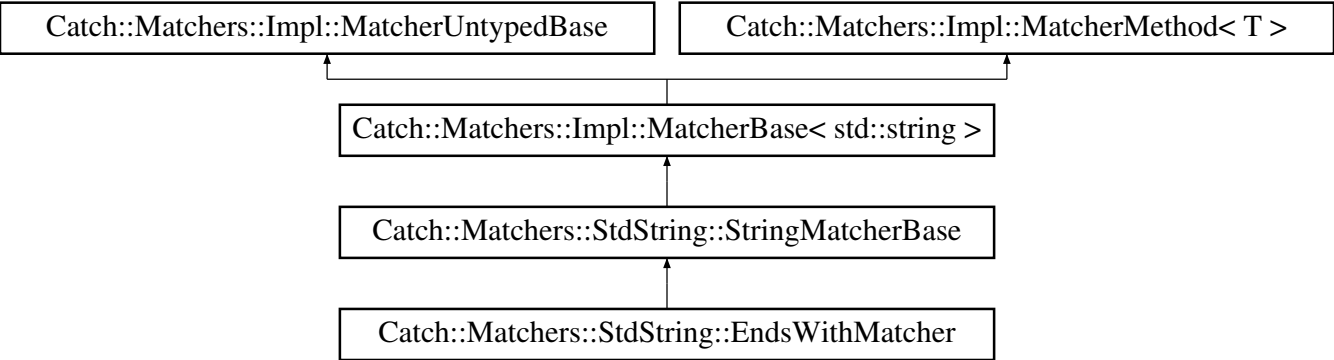 Catch::Matchers::Impl::MatcherUntypedBase
Catch::Matchers::Impl::MatcherMethod< T >
Catch::Matchers::Impl::MatcherBase< std::string >
Catch::Matchers::StdString::StringMatcherBase
Catch::Matchers::StdString::EndsWithMatcher